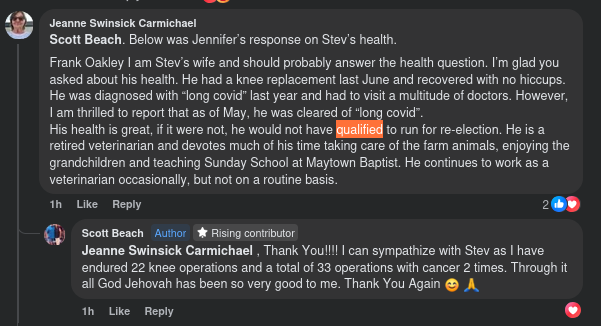 Jeanne Swinsick Carmichael
Scott Beach. Below was Jennifer’s response on Stev’s health.
Frank Oakley I am Stev’s wife and should probably answer the health question. I’m glad you
asked about his health. He had a knee replacement last June and recovered with no hiccups.
He was diagnosed with “long covid” last year and had to visit a multitude of doctors. However,
I am thrilled to report that as of May, he was cleared of “long covid”.
His health is great, if it were not, he would not have qualified to run for re-election. He is a
retired veterinarian and devotes much of his time taking care of the farm animals, enjoying the
grandchildren and teaching Sunday School at Maytown Baptist. He continues to work as a
veterinarian occasionally, but not on a routine basis.
1h Like Reply 2
Scott Beach Author Rising contributor
Jeanne Swinsick Carmichael , Thank You!!!! I can sympathize with Stev as I have
endured 22 knee operations and a total of 33 operations with cancer 2 times. Through it
all God Jehovah has been so very good to me. Thank You Again 😊 🙏
1h Like Reply